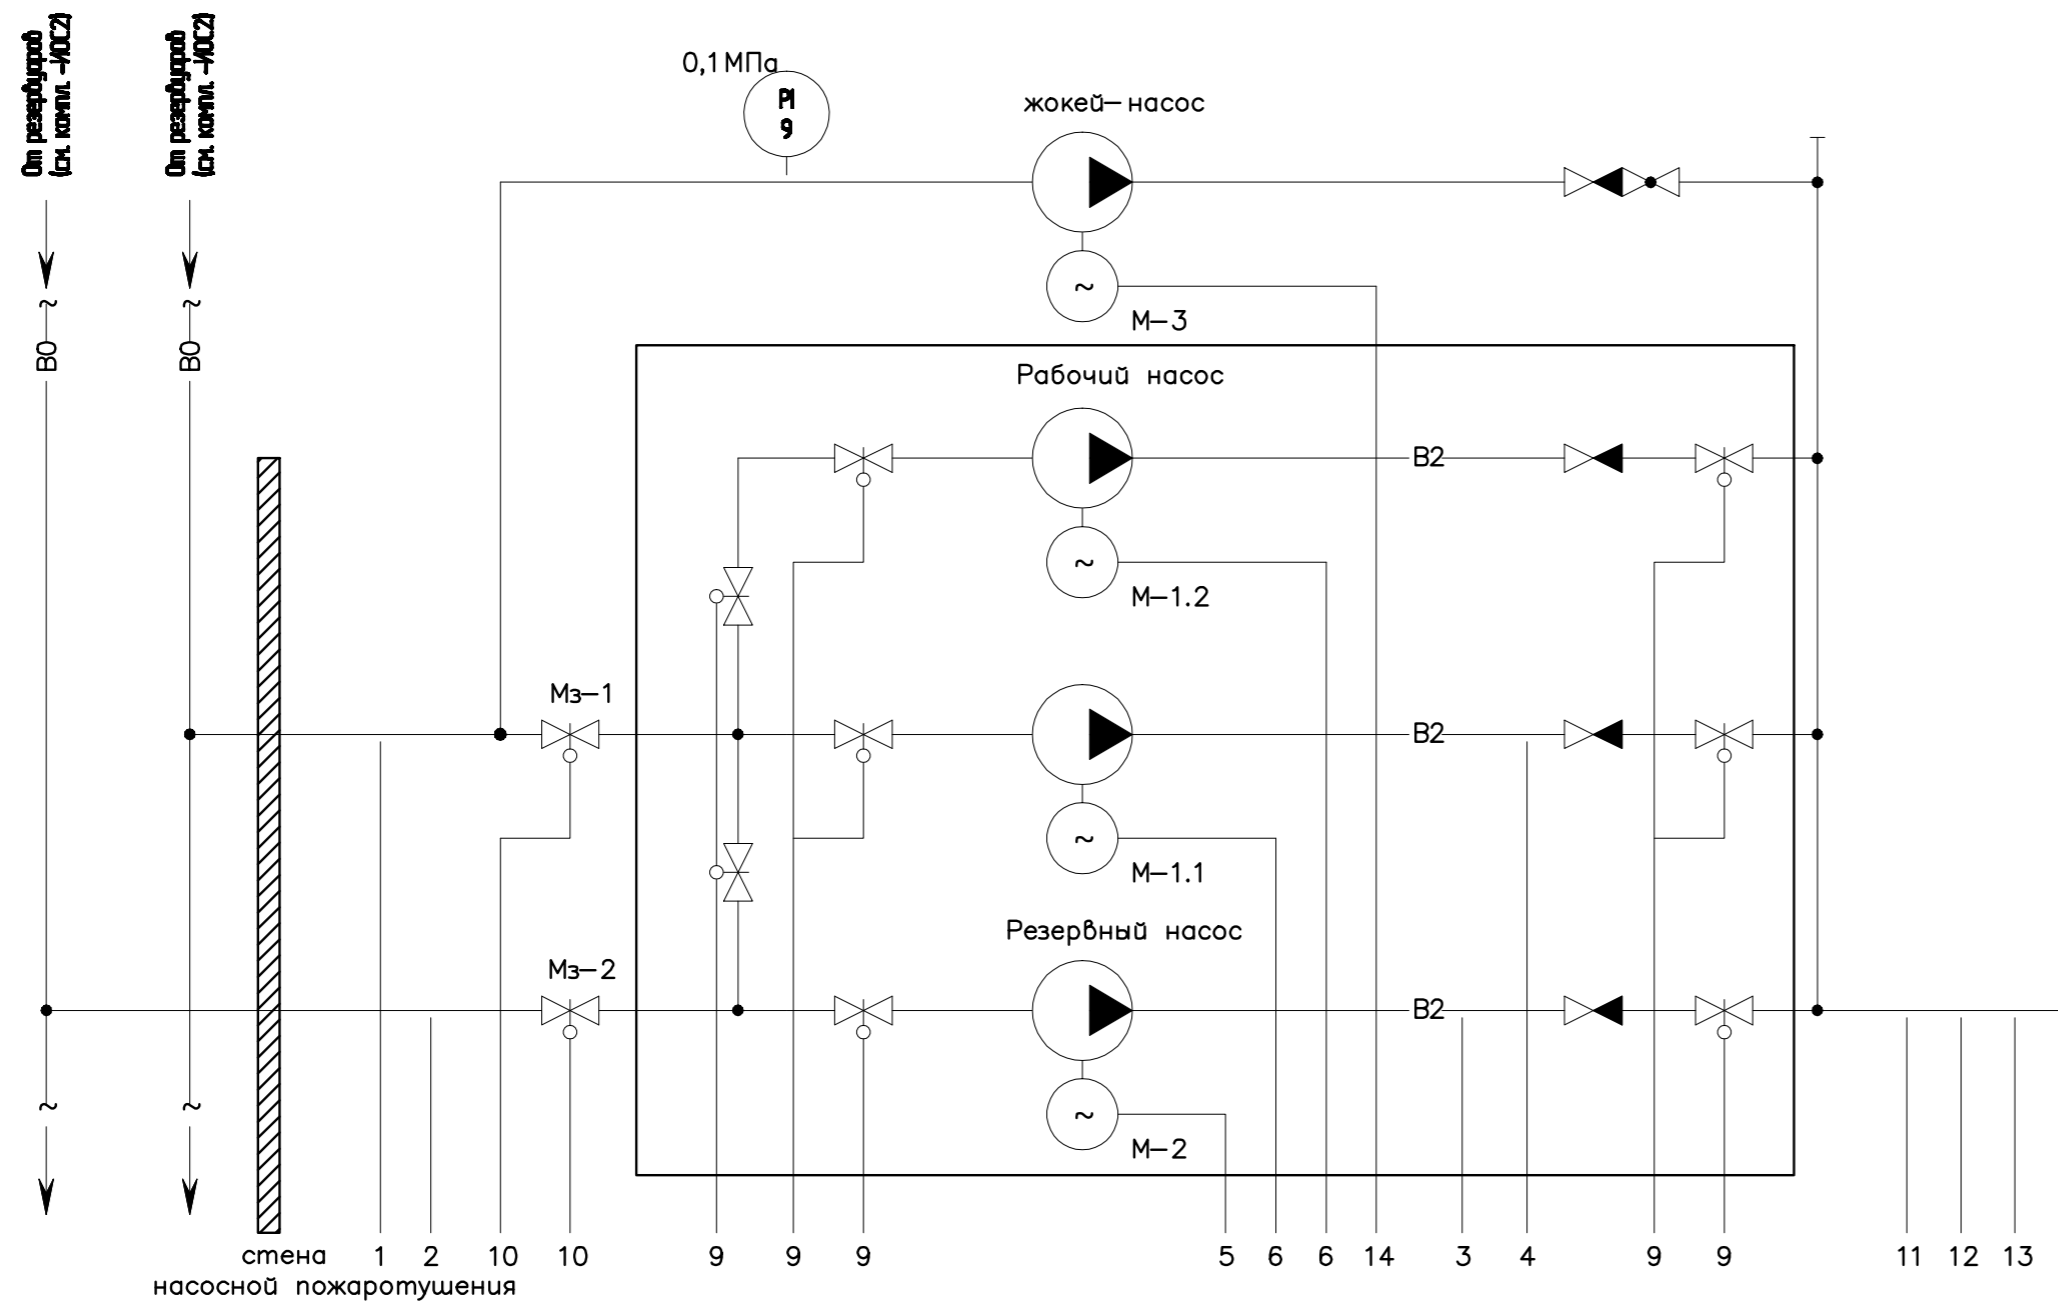 От резервуаров
(см. компл. -ИОС2)
От резервуаров
(см. компл. -ИОС2)
0,1 МПа
PI
9
жокей-насос
~
М-3
~
~
В0
В0
Рабочий насос
В2
~
М-1.2
Мз-1
В2
~
М-1.1
Резервный насос
Мз-2
В2
~
~
~
М-2
стена
насосной пожаротушения
1
2
10
10
9
9
9
5
6
6
14
3
4
9
9
11
12
13